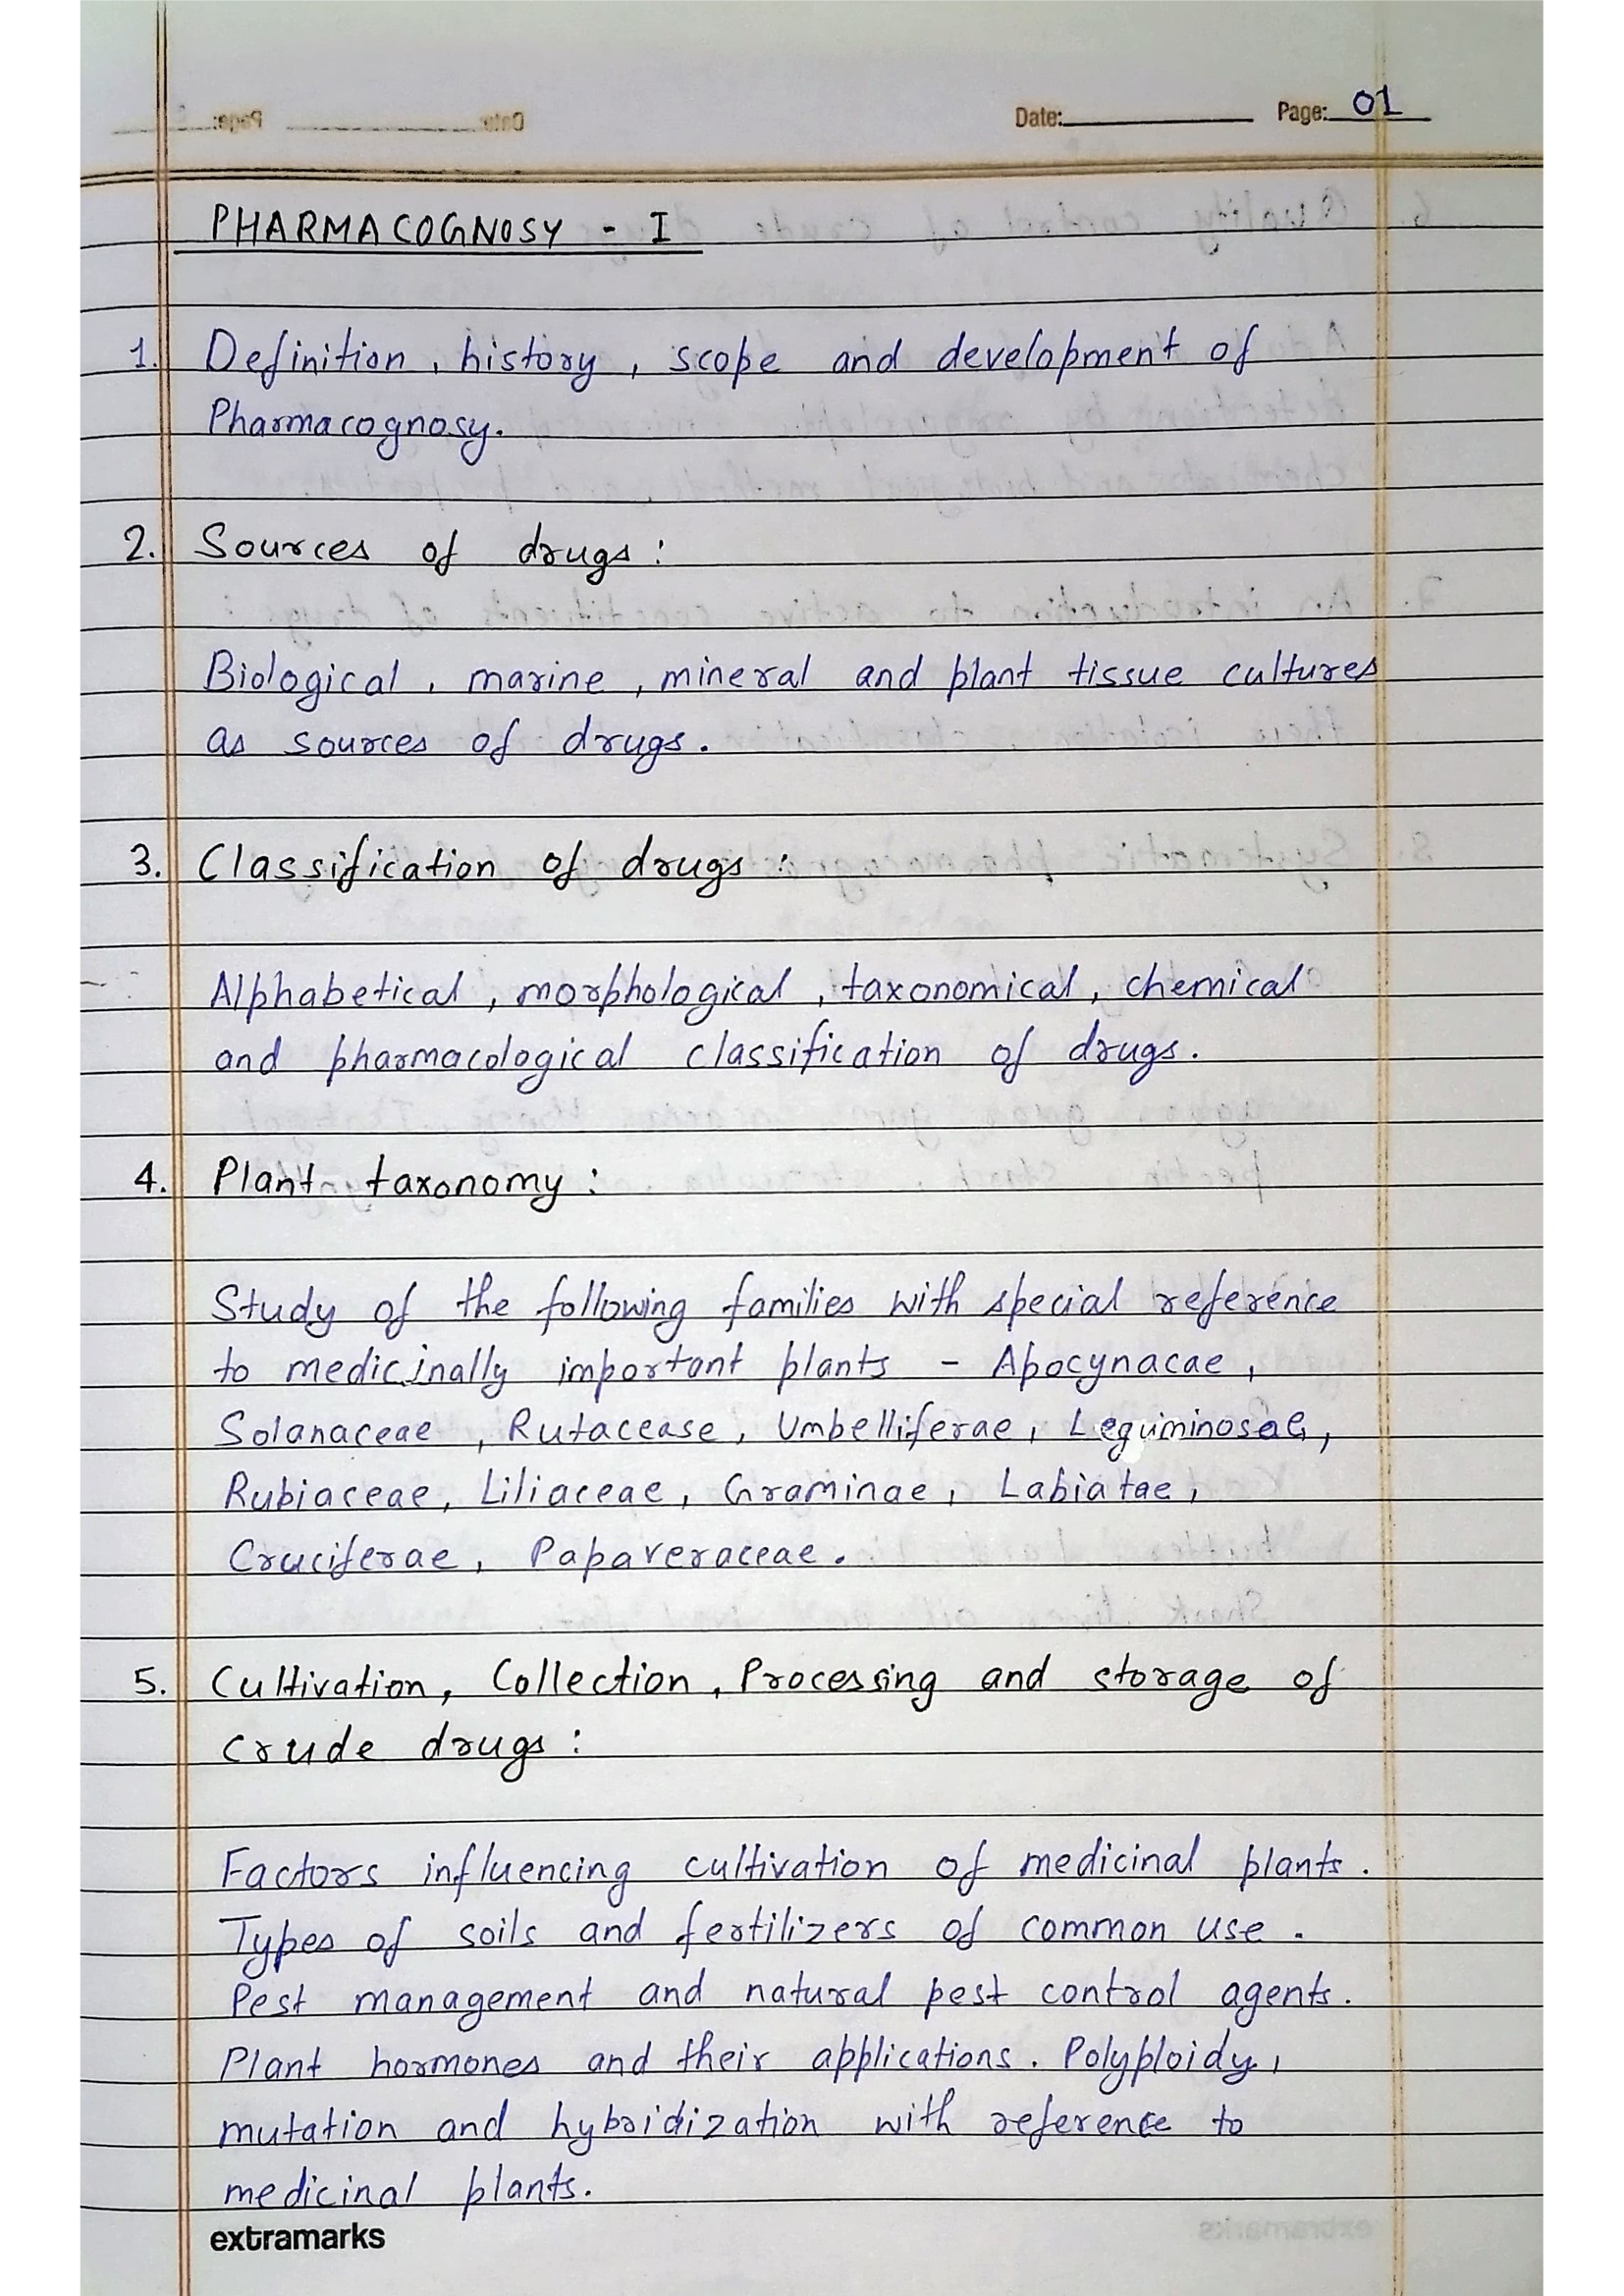 Date: Page: 01
PHARMACOGNOSY - I
1. Definition, history, scope and development of
Pharmacognosy.
2. Sources of drugs:
Biological, marine, mineral and plant tissue cultures
as sources of drugs.
3. Classification of drugs:
Alphabetical, morphological, taxonomical, chemical
and pharmacological classification of drugs.
4. Plant taxonomy:
Study of the following families with special reference
to medicinally important plants - Apocynacae,
Solanaceae, Rutacease, Umbelliferae, Leguminosae,
Rubiaceae, Liliaceae, Graminae, Labiatae,
Cruciferae, Papaveraceae.
5. Cultivation, Collection, Processing and storage of
crude drugs:
Factors influencing cultivation of medicinal plants.
Types of soils and fertilizers of common use.
Pest management and natural pest control agents.
Plant hormones and their applications. Polyploidy,
mutation and hybridization with reference to
medicinal plants.
extramarks